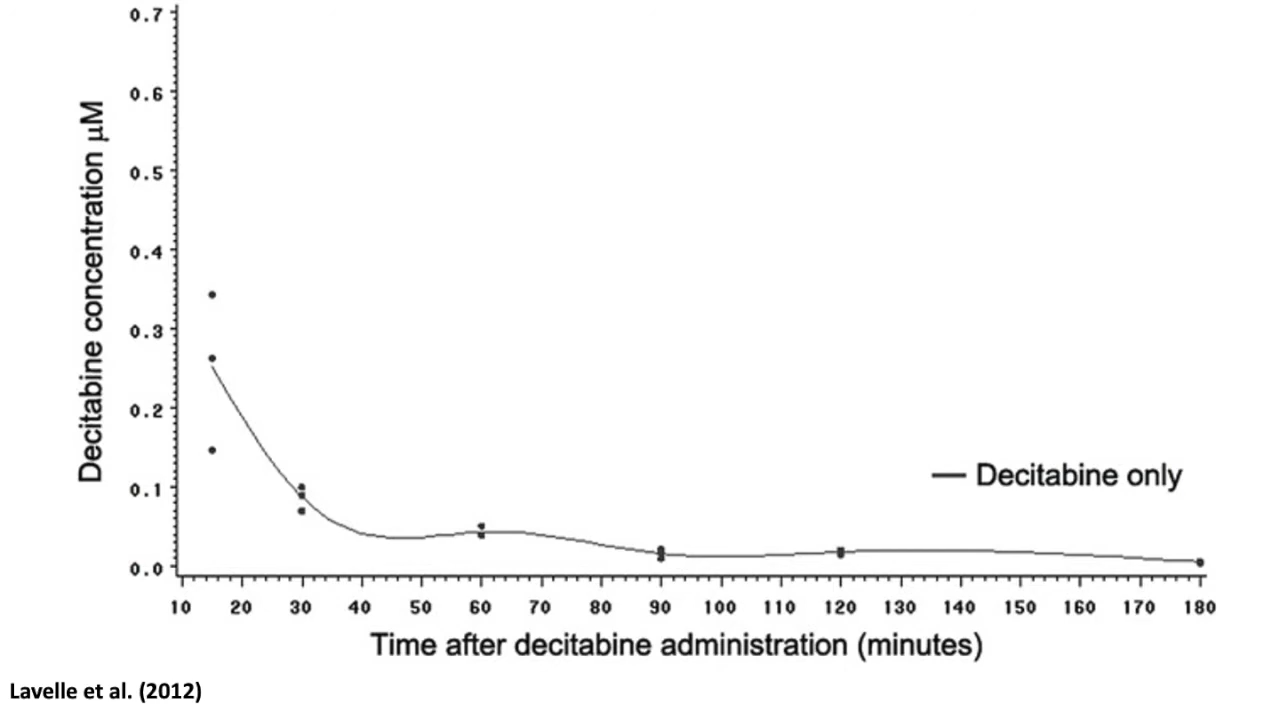 0.7
0.6
0.5
0.4
0.3
0.2
0.1
0.0
Decitabine concentration µM
Decitabine only
10 20 30 40 50 60 70 80 90 100 110 120 130 140 150 160 170 180
Time after decitabine administration (minutes)
Lavelle et al. (2012)